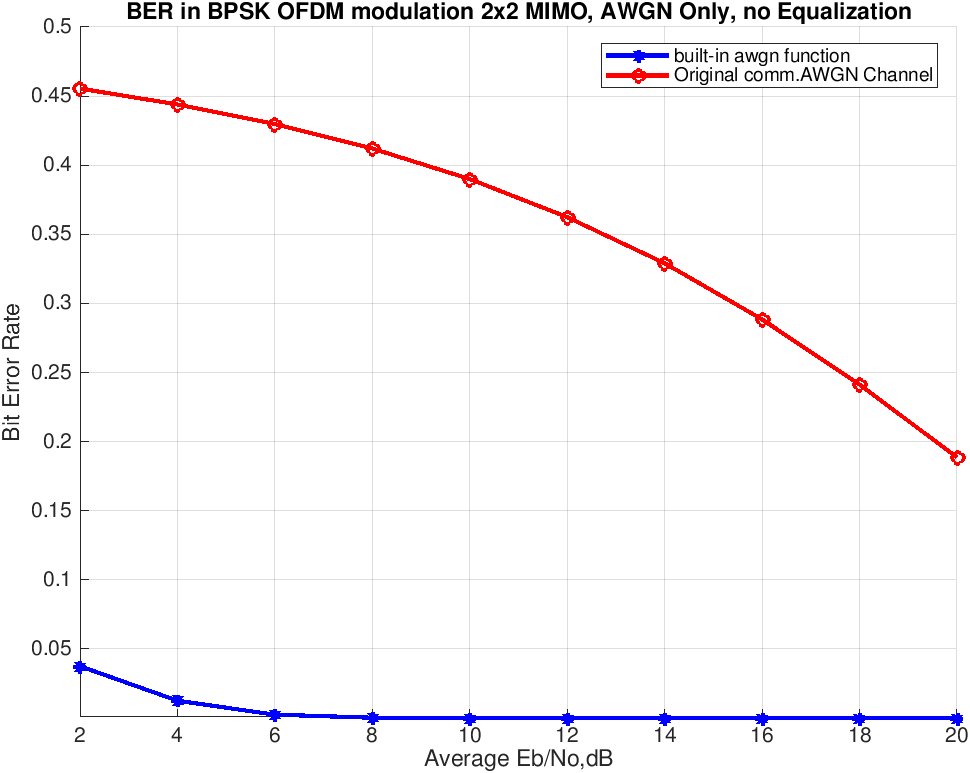 BER in BPSK OFDM modulation 2x2 MIMO, AWGN Only, no Equalization
built-in awgn function
Original comm.AWGN Channel
Bit Error Rate
0.5
0.45
0.4
0.35
0.3
0.25
0.2
0.15
0.1
0.05
2 4 6 8 10 12 14 16 18 20
Average Eb/No,dB